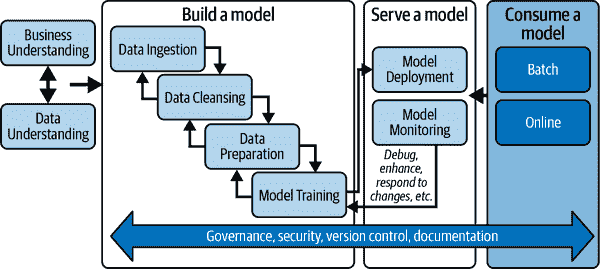 Business
Understanding
Data
Understanding
Build a model
Data Ingestion
Data Cleansing
Data
Preparation
Model Training
Serve a model
Model
Deployment
Model
Monitoring
Debug,
enhance,
respond to
changes, etc.
Consume a
model
Batch
Online
Governance, security, version control, documentation